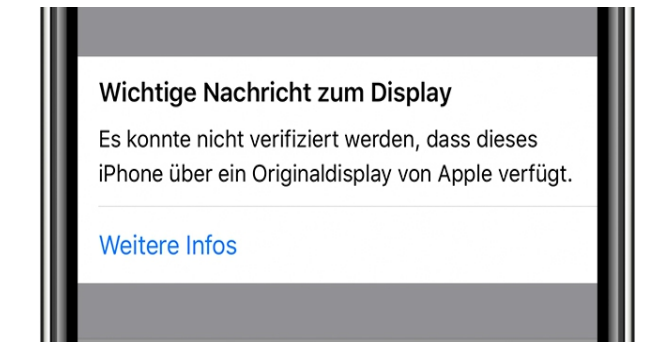 Wichtige Nachricht zum Display
Es konnte nicht verifiziert werden, dass dieses
iPhone über ein Originaldisplay von Apple verfügt.
Weitere Infos